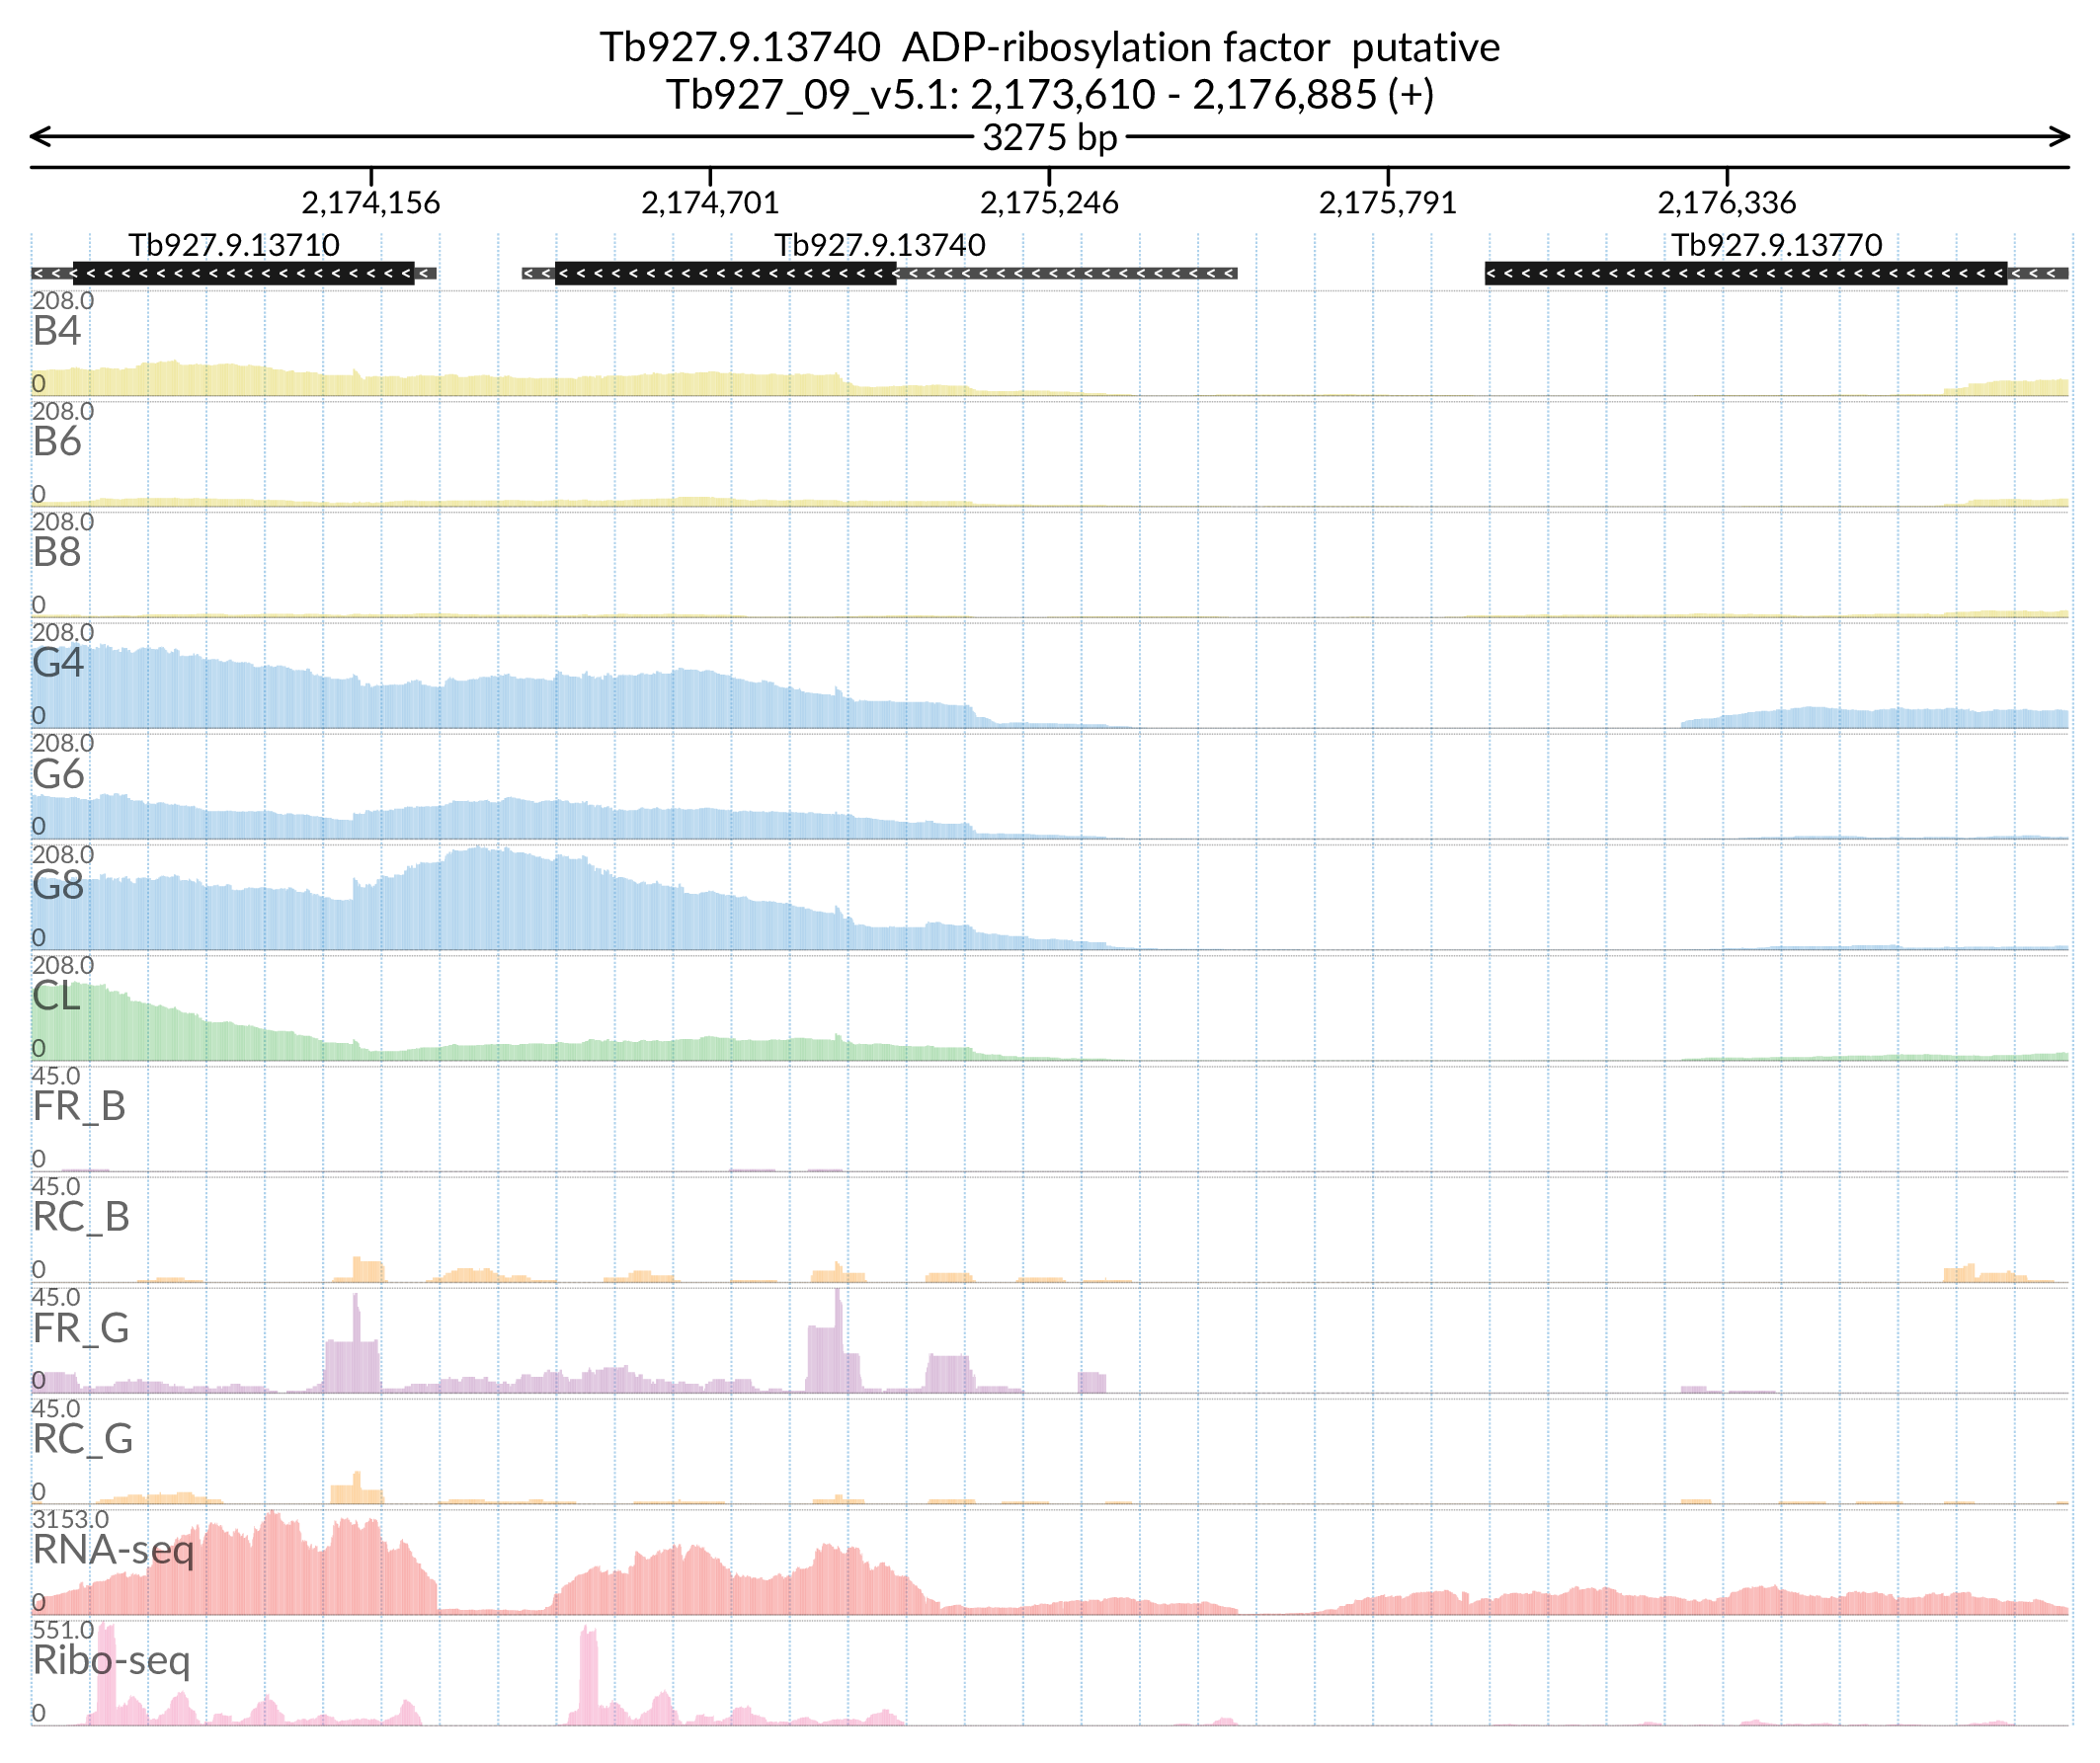 Tb927.9.13740  ADP-ribosylation factor  putative
Tb927_09_v5.1: 2,173,610 - 2,176,885 (+)
3275 bp
2,174,156 2,174,701 2,175,246 2,175,791 2,176,336
Tb927.9.13710 Tb927.9.13740 Tb927.9.13770
208.0
B4
0
208.0
B6
0
208.0
B8
0
208.0
G4
0
208.0
G6
0
208.0
G8
0
208.0
CL
0
45.0
FR_B
0
45.0
RC_B
0
45.0
FR_G
0
45.0
RC_G
0
3153.0
RNA-seq
0
551.0
Ribo-seq
0